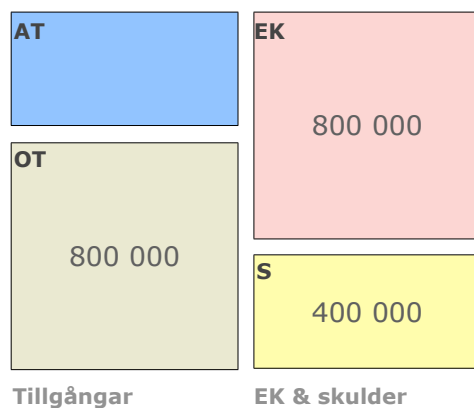 AT
OT
800 000
Tillgångar
EK
800 000
S
400 000
EK & skulder